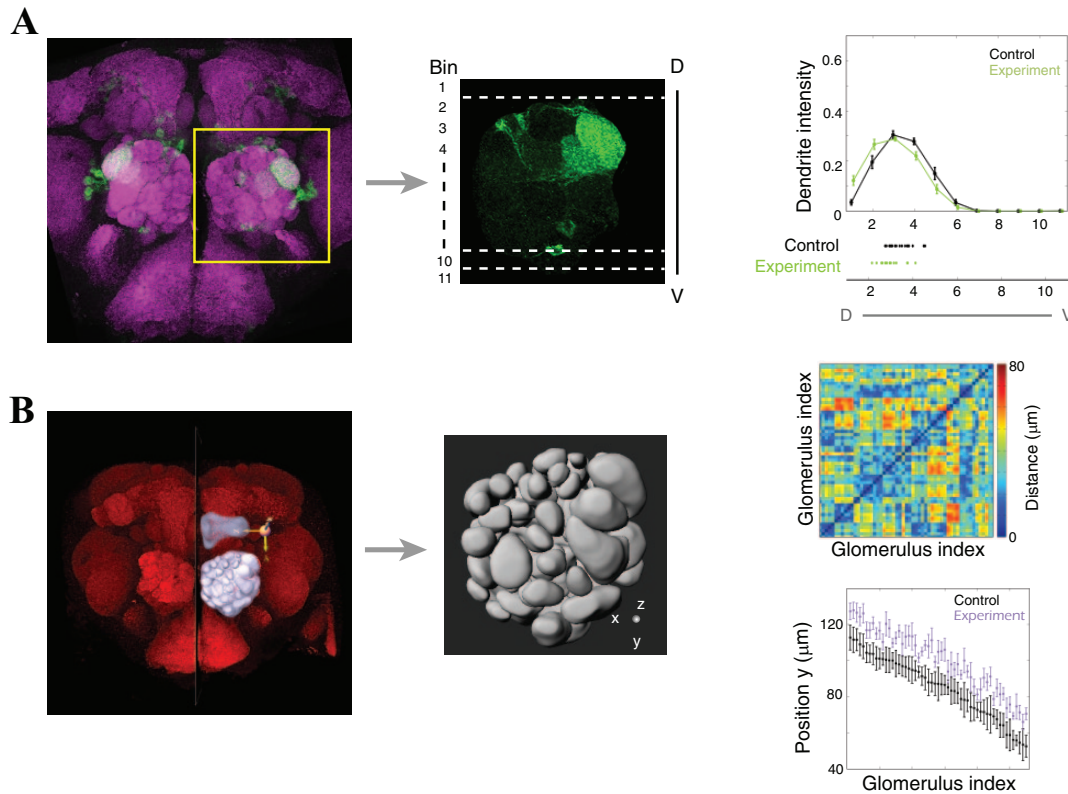 A
Bin
1
2
3
4
10
11
D
V
Dendrite intensity
0.6
0.4
0.2
0
Control
Experiment
2 4 6 8 10
Control
Experiment
2 4 6 8 10
D V
B
x z
y
Glomerulus index
Glomerulus index
80
0
Distance (μm)
Position y (μm)
120
80
40
Control
Experiment
Glomerulus index